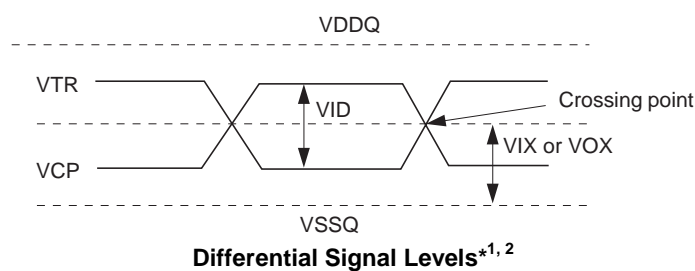 VDDQ
VTR
Crossing point
VID
VIX or VOX
VCP
VSSQ
Differential Signal Levels*1, 2